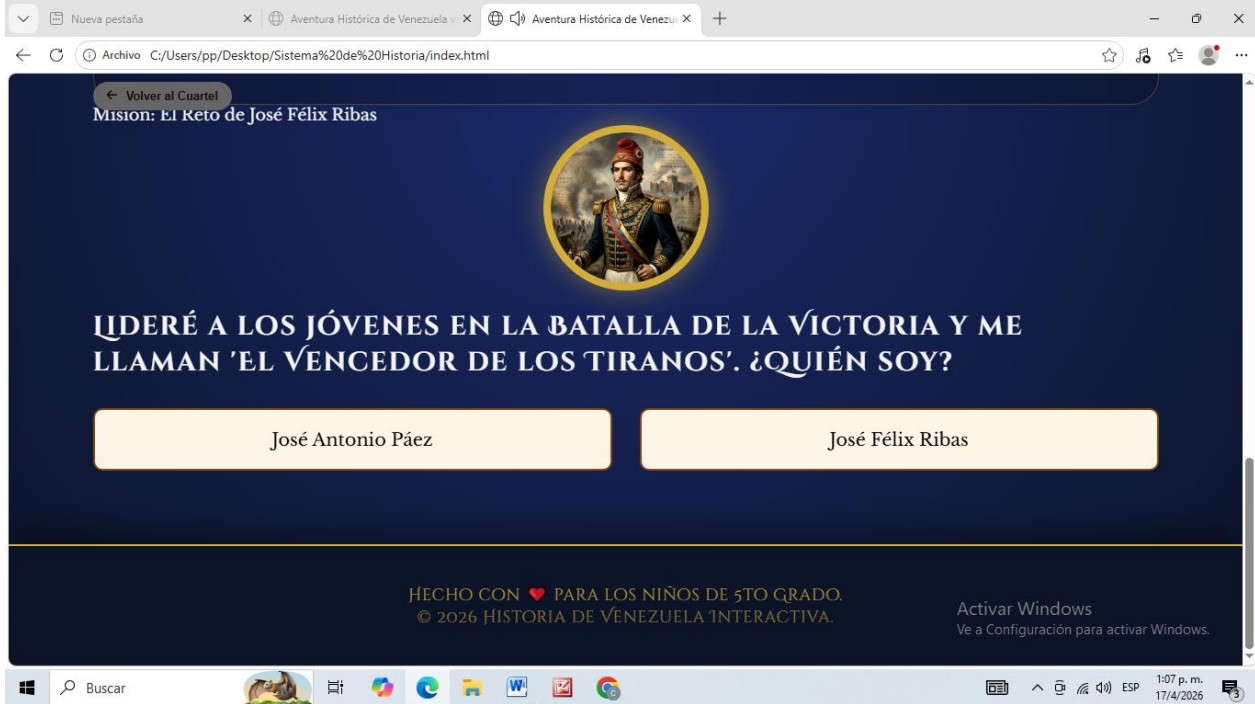 Nueva pestaña
Aventura Histórica de Venezuela v
Aventura Histórica de Venezu
Archivo C:/Users/pp/Desktop/Sistema%20de%20Historia/index.html
← Volver al Cuartel
Misión: El Reto de José Félix Ribas
Lideré a los jóvenes en la Batalla de la Victoria y me
llaman 'El Vencedor de los Tiranos'. ¿Quién soy?
José Antonio Páez
José Félix Ribas
Hecho con ❤ para los niños de 5to Grado.
© 2026 Historia de Venezuela Interactiva.
Activar Windows
Ve a Configuración para activar Windows.
Buscar
ESP
1:07 p. m.
17/4/2026
3